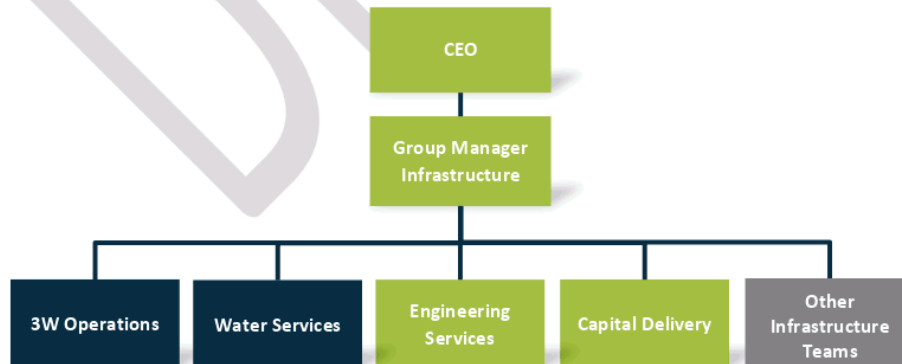 CEO
Group Manager
Infrastructure
3W Operations
Water Services
Engineering
Services
Capital Delivery
Other
Infrastructure
Teams